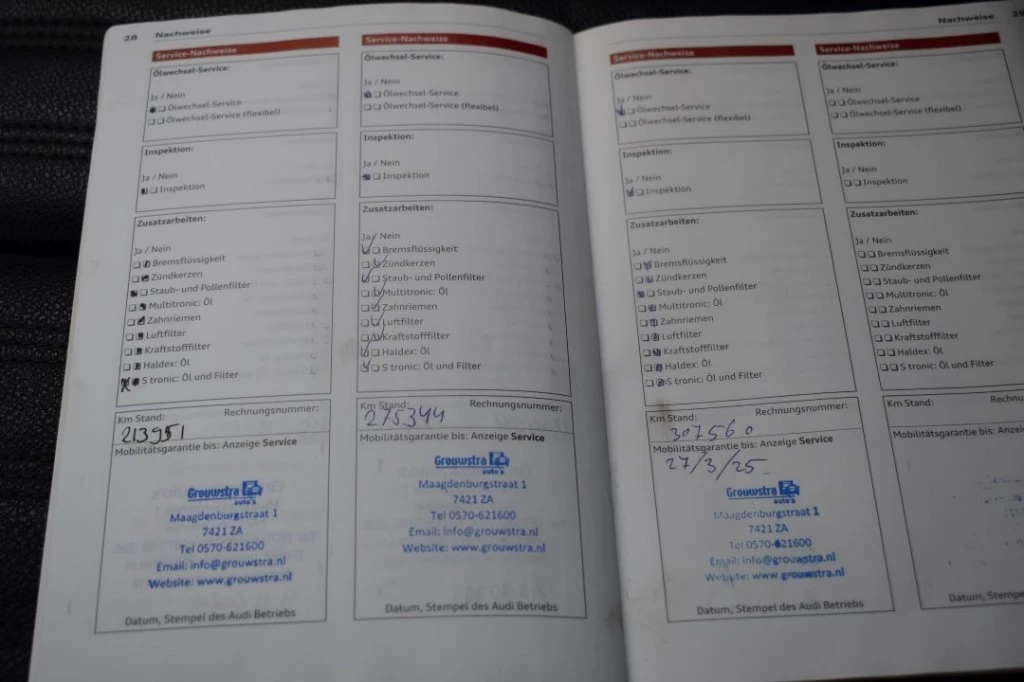 28 Nachweise
Service-Nachweise
Ölwechsel-Service:
Ja / Nein
Ölwechsel-Service
Ölwechsel-Service (flexibel)
Inspektion:
Ja / Nein
Inspektion
Zusatzarbeiten:
Ja / Nein
Bremsflüssigkeit
Zündkerzen
Staub- und Pollenfilter
Multitronic: Öl
Zahnriemen
Luftfilter
Kraftstofffilter
Haldex: Öl
S tronic: Öl und Filter
Km Stand: Rechnungsnummer:
213951
Mobilitätsgarantie bis: Anzeige Service
Grouwstra
auto's
Maagdenburgstraat 1
7421 ZA
Tel 0570-621600
Email: info@grouwstra.nl
Website: www.grouwstra.nl
Datum, Stempel des Audi Betriebs
Service-Nachweise
Ölwechsel-Service:
Ja / Nein
Ölwechsel-Service
Ölwechsel-Service (flexibel)
Inspektion:
Ja / Nein
Inspektion
Zusatzarbeiten:
Ja / Nein
Bremsflüssigkeit
Zündkerzen
Staub- und Pollenfilter
Multitronic: Öl
Zahnriemen
Luftfilter
Kraftstofffilter
Haldex: Öl
S tronic: Öl und Filter
Km Stand: Rechnungsnummer:
275344
Mobilitätsgarantie bis: Anzeige Service
Grouwstra
auto's
Maagdenburgstraat 1
7421 ZA
Tel 0570-621600
Email: info@grouwstra.nl
Website: www.grouwstra.nl
Datum, Stempel des Audi Betriebs
Nachweise 29
Service-Nachweise
Ölwechsel-Service:
Ja / Nein
Ölwechsel-Service
Ölwechsel-Service (flexibel)
Inspektion:
Ja / Nein
Inspektion
Zusatzarbeiten:
Ja / Nein
Bremsflüssigkeit
Zündkerzen
Staub- und Pollenfilter
Multitronic: Öl
Zahnriemen
Luftfilter
Kraftstofffilter
Haldex: Öl
S tronic: Öl und Filter
Km Stand: Rechnungsnummer:
307560
Mobilitätsgarantie bis: Anzeige Service
27/3/25
Grouwstra
auto's
Maagdenburgstraat 1
7421 ZA
Tel 0570-621600
Email: info@grouwstra.nl
Website: www.grouwstra.nl
Datum, Stempel des Audi Betriebs
Service-Nachweise
Ölwechsel-Service:
Ja / Nein
Ölwechsel-Service
Ölwechsel-Service (flexibel)
Inspektion:
Ja / Nein
Inspektion
Zusatzarbeiten:
Ja / Nein
Bremsflüssigkeit
Zündkerzen
Staub- und Pollenfilter
Multitronic: Öl
Zahnriemen
Luftfilter
Kraftstofffilter
Haldex: Öl
S tronic: Öl und Filter
Km Stand:
Mobilitätsgarantie bis: Anz
Datum, Stempel des A